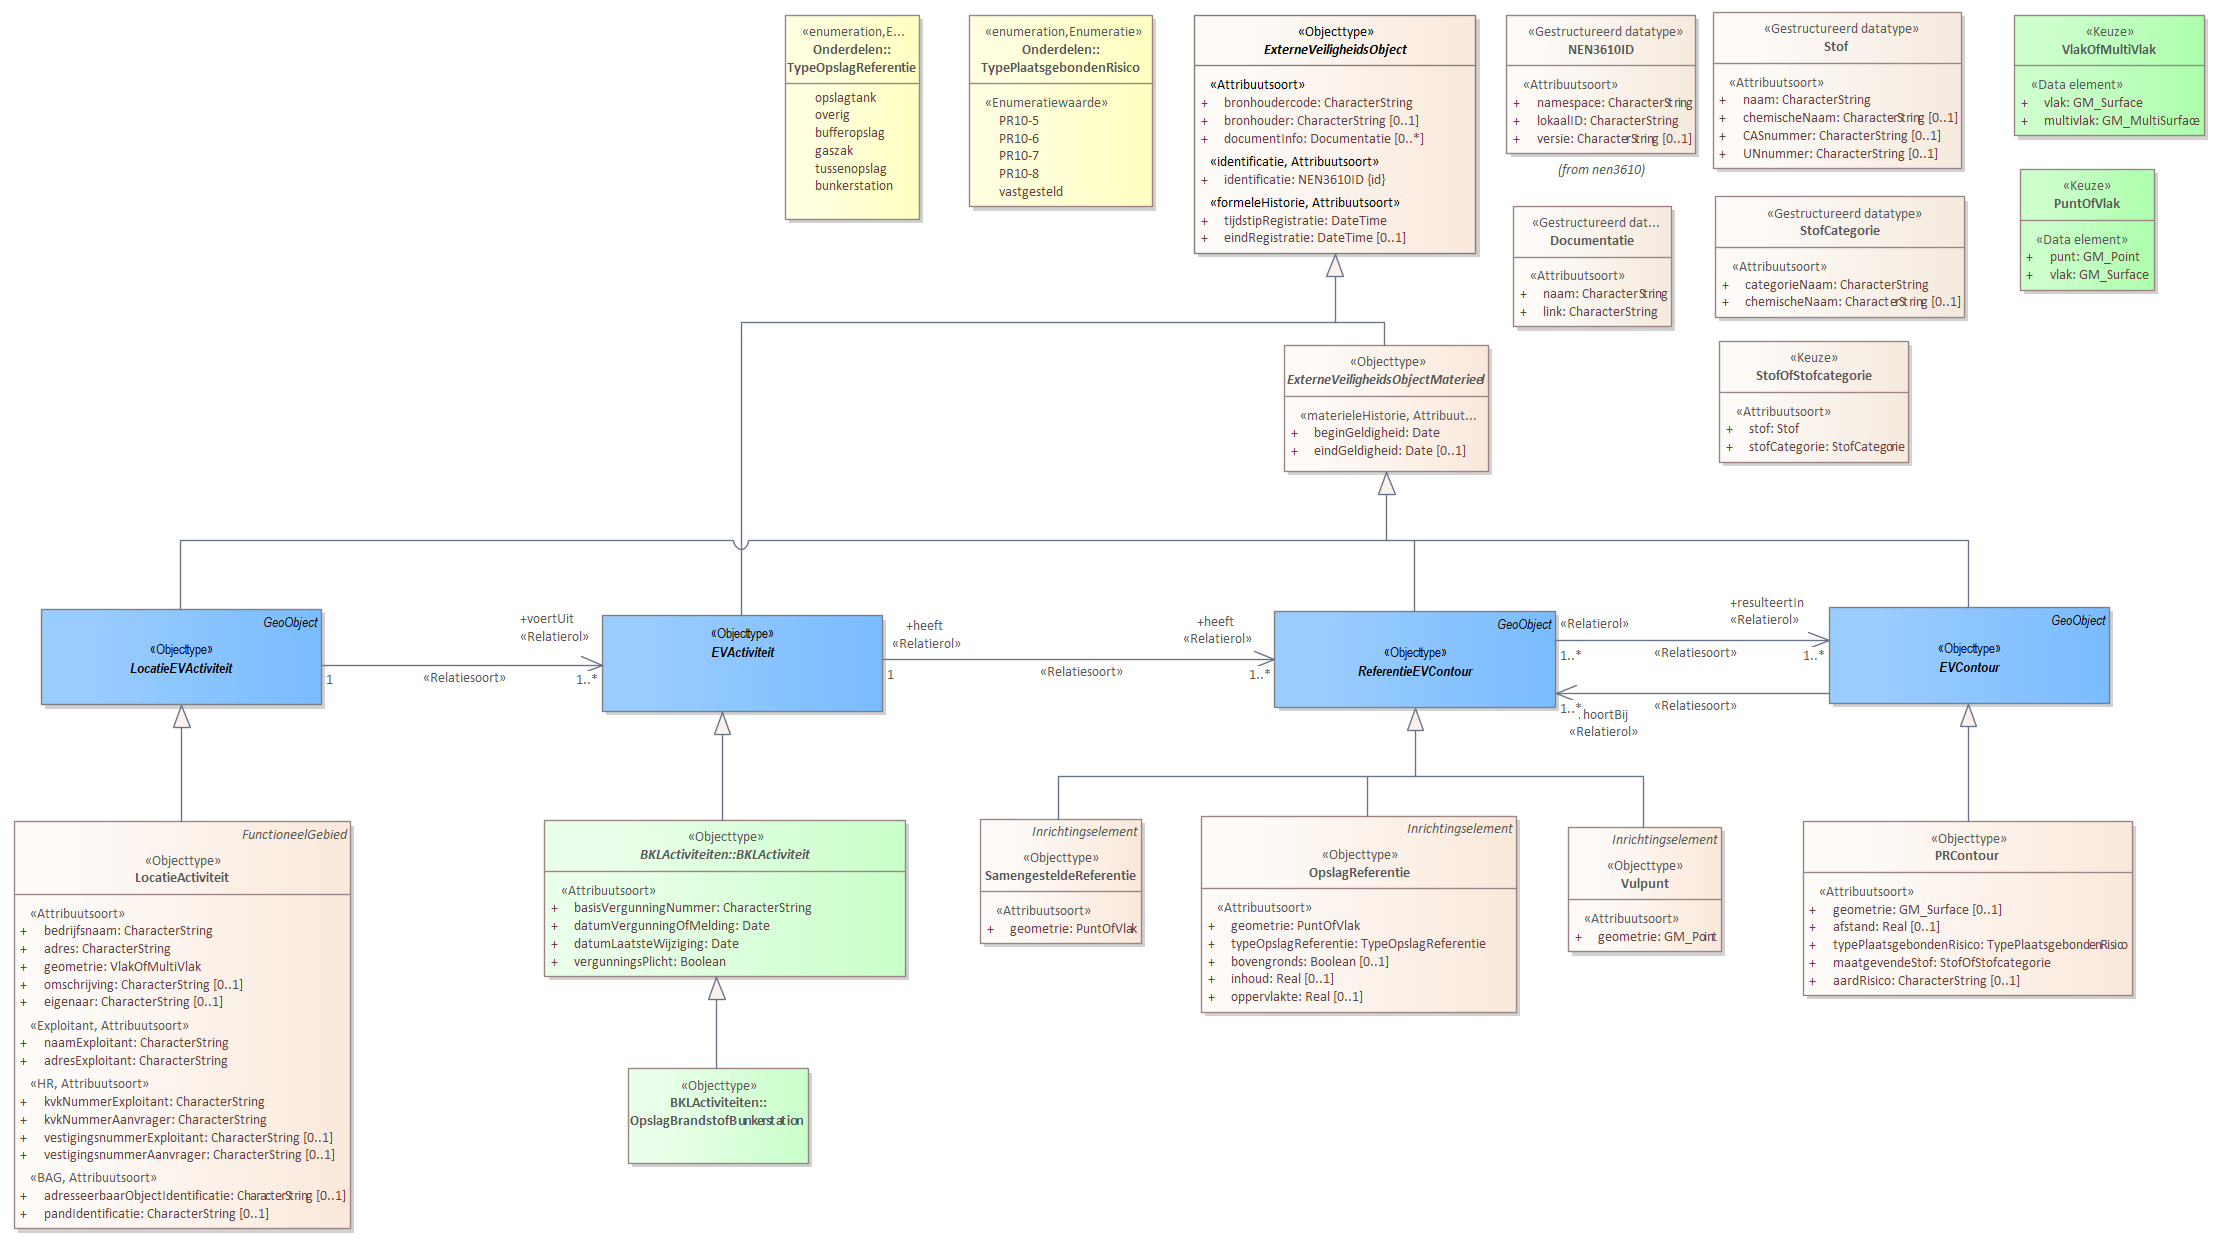 «enumeration,E...
Onderdelen::
TypeOpslagReferentie
opslagtank
overig
bufferopslag
gaszak
tussenopslag
bunkerstation
«enumeration,Enumeratie»
Onderdelen::
TypePlaatsgebondenRisico
«Enumeratiewaarde»
PR10-5
PR10-6
PR10-7
PR10-8
vastgesteld
«Objecttype»
ExterneVeiligheidsObject
«Attribuutsoort»
+ bronhoudercode: CharacterString
+ bronhouder: CharacterString [0..1]
+ documentInfo: Documentatie [0..*]
«identificatie, Attribuutsoort»
+ identificatie: NEN3610ID {id}
«formeleHistorie, Attribuutsoort»
+ tijdstipRegistratie: DateTime
+ eindRegistratie: DateTime [0..1]
«Gestructureerd datatype»
NEN3610ID
«Attribuutsoort»
+ namespace: CharacterString
+ lokaalID: CharacterString
+ versie: CharacterString [0..1]
(from nen3610)
«Gestructureerd datatype»
Stof
«Attribuutsoort»
+ naam: CharacterString
+ chemischeNaam: CharacterString [0..1]
+ CASnummer: CharacterString [0..1]
+ UNnummer: CharacterString [0..1]
«Keuze»
VlakOfMultiVlak
«Data element»
+ vlak: GM_Surface
+ multivlak: GM_MultiSurface
«Keuze»
PuntOfVlak
«Data element»
+ punt: GM_Point
+ vlak: GM_Surface
«Gestructureerd dat...
Documentatie
«Attribuutsoort»
+ naam: CharacterString
+ link: CharacterString
«Gestructureerd datatype»
StofCategorie
«Attribuutsoort»
+ categorieNaam: CharacterString
+ chemischeNaam: CharacterString [0..1]
«Keuze»
StofOfStofcategorie
«Attribuutsoort»
+ stof: Stof
+ stofCategorie: StofCategorie
«Objecttype»
ExterneVeiligheidsObjectMaterieel
«materieleHistorie, Attribuut...
+ beginGeldigheid: Date
+ eindGeldigheid: Date [0..1]
GeoObject
«Objecttype»
LocatieEVActiviteit
1
«Relatiesoort»
+voertUit
«Relatierol»
1..*
«Objecttype»
EVActiviteit
+heeft
«Relatierol»
1
«Relatiesoort»
+heeft
«Relatierol»
1..*
GeoObject
«Objecttype»
ReferentieEVContour
«Relatierol»
1..*
«Relatiesoort»
+resulteertIn
«Relatierol»
1..*
«Relatiesoort»
1..*
hoortBij
«Relatierol»
GeoObject
«Objecttype»
EVContour
FunctioneelGebied
«Objecttype»
LocatieActiviteit
«Attribuutsoort»
+ bedrijfsnaam: CharacterString
+ adres: CharacterString
+ geometrie: VlakOfMultiVlak
+ omschrijving: CharacterString [0..1]
+ eigenaar: CharacterString [0..1]
«Exploitant, Attribuutsoort»
+ naamExploitant: CharacterString
+ adresExploitant: CharacterString
«HR, Attribuutsoort»
+ kvkNummerExploitant: CharacterString
+ kvkNummerAanvrager: CharacterString
+ vestigingsnummerExploitant: CharacterString [0..1]
+ vestigingsnummerAanvrager: CharacterString [0..1]
«BAG, Attribuutsoort»
+ adresseerbaarObjectIdentificatie: CharacterString [0..1]
+ pandIdentificatie: CharacterString [0..1]
«Objecttype»
BKLActiviteiten::BKLActiviteit
«Attribuutsoort»
+ basisVergunningNummer: CharacterString
+ datumVergunningOfMelding: Date
+ datumLaatsteWijziging: Date
+ vergunningsPlicht: Boolean
«Objecttype»
BKLActiviteiten::
OpslagBrandstofBunkerstation
Inrichtingselement
«Objecttype»
SamengesteldeReferentie
«Attribuutsoort»
+ geometrie: PuntOfVlak
Inrichtingselement
«Objecttype»
OpslagReferentie
«Attribuutsoort»
+ geometrie: PuntOfVlak
+ typeOpslagReferentie: TypeOpslagReferentie
+ bovengronds: Boolean [0..1]
+ inhoud: Real [0..1]
+ oppervlakte: Real [0..1]
Inrichtingselement
«Objecttype»
Vulpunt
«Attribuutsoort»
+ geometrie: GM_Point
«Objecttype»
PRContour
«Attribuutsoort»
+ geometrie: GM_Surface [0..1]
+ afstand: Real [0..1]
+ typePlaatsgebondenRisico: TypePlaatsgebondenRisico
+ maatgevendeStof: StofOfStofcategorie
+ aardRisico: CharacterString [0..1]